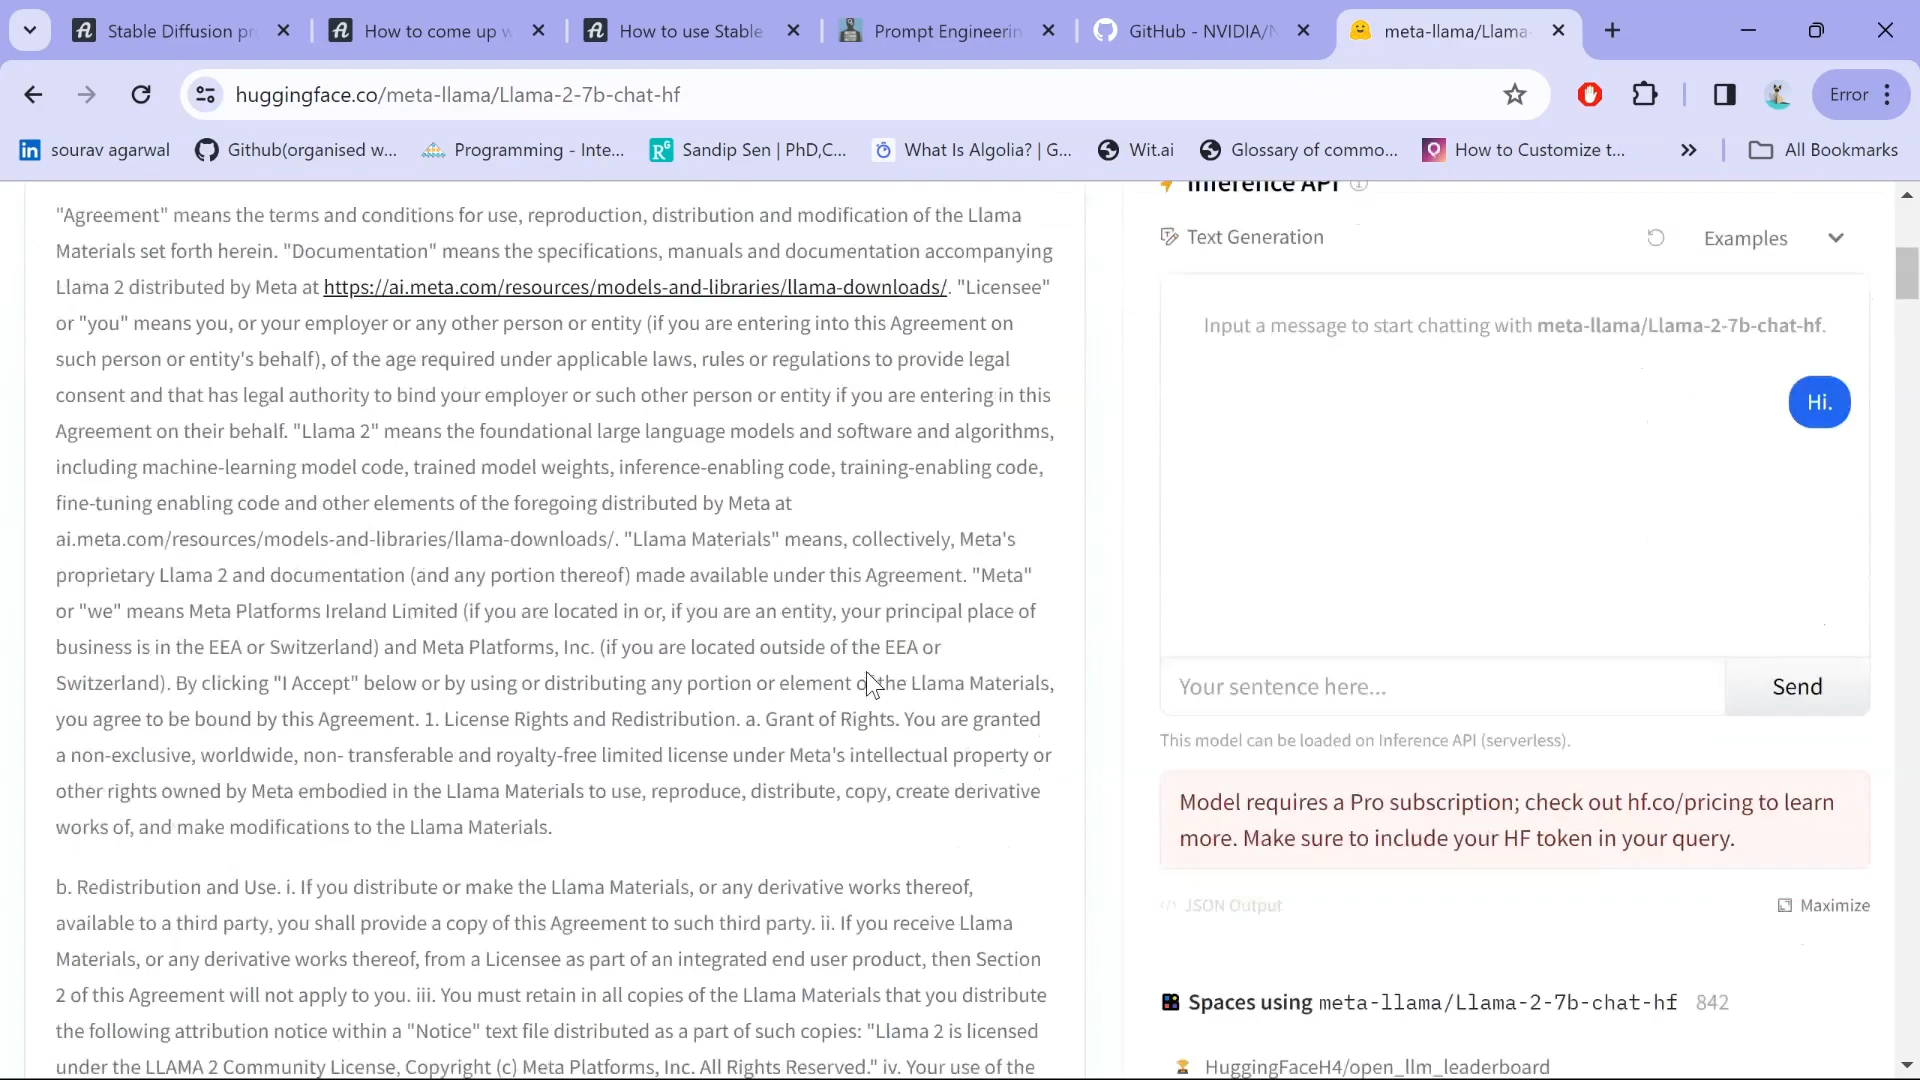 Stable Diffusion pr
How to come up w
How to use Stable
Prompt Engineerin
GitHub - NVIDIA/N
meta-llama/Llama-
huggingface.co/meta-llama/Llama-2-7b-chat-hf
Error
sourav agarwal
Github(organised w...
Programming - Inte...
Sandip Sen | PhD,C...
What Is Algolia? | G...
Wit.ai
Glossary of commo...
How to Customize t...
All Bookmarks
"Agreement" means the terms and conditions for use, reproduction, distribution and modification of the Llama
Materials set forth herein. "Documentation" means the specifications, manuals and documentation accompanying
Llama 2 distributed by Meta at https://ai.meta.com/resources/models-and-libraries/llama-downloads/. "Licensee"
or "you" means you, or your employer or any other person or entity (if you are entering into this Agreement on
such person or entity's behalf), of the age required under applicable laws, rules or regulations to provide legal
consent and that has legal authority to bind your employer or such other person or entity if you are entering in this
Agreement on their behalf. "Llama 2" means the foundational large language models and software and algorithms,
including machine-learning model code, trained model weights, inference-enabling code, training-enabling code,
fine-tuning enabling code and other elements of the foregoing distributed by Meta at
ai.meta.com/resources/models-and-libraries/llama-downloads/. "Llama Materials" means, collectively, Meta's
proprietary Llama 2 and documentation (and any portion thereof) made available under this Agreement. "Meta"
or "we" means Meta Platforms Ireland Limited (if you are located in or, if you are an entity, your principal place of
business is in the EEA or Switzerland) and Meta Platforms, Inc. (if you are located outside of the EEA or
Switzerland). By clicking "I Accept" below or by using or distributing any portion or element of the Llama Materials,
you agree to be bound by this Agreement. 1. License Rights and Redistribution. a. Grant of Rights. You are granted
a non-exclusive, worldwide, non- transferable and royalty-free limited license under Meta's intellectual property or
other rights owned by Meta embodied in the Llama Materials to use, reproduce, distribute, copy, create derivative
works of, and make modifications to the Llama Materials.
b. Redistribution and Use. i. If you distribute or make the Llama Materials, or any derivative works thereof,
available to a third party, you shall provide a copy of this Agreement to such third party. ii. If you receive Llama
Materials, or any derivative works thereof, from a Licensee as part of an integrated end user product, then Section
2 of this Agreement will not apply to you. iii. You must retain in all copies of the Llama Materials that you distribute
the following attribution notice within a "Notice" text file distributed as a part of such copies: "Llama 2 is licensed
under the LLAMA 2 Community License, Copyright (c) Meta Platforms, Inc. All Rights Reserved." iv. Your use of the
Inference API
Text Generation
Examples
Input a message to start chatting with meta-llama/Llama-2-7b-chat-hf.
Hi.
Your sentence here...
Send
This model can be loaded on Inference API (serverless).
Model requires a Pro subscription; check out hf.co/pricing to learn
more. Make sure to include your HF token in your query.
</> JSON Output
Maximize
Spaces using meta-llama/Llama-2-7b-chat-hf 842
HuggingFaceH4/open_llm_leaderboard